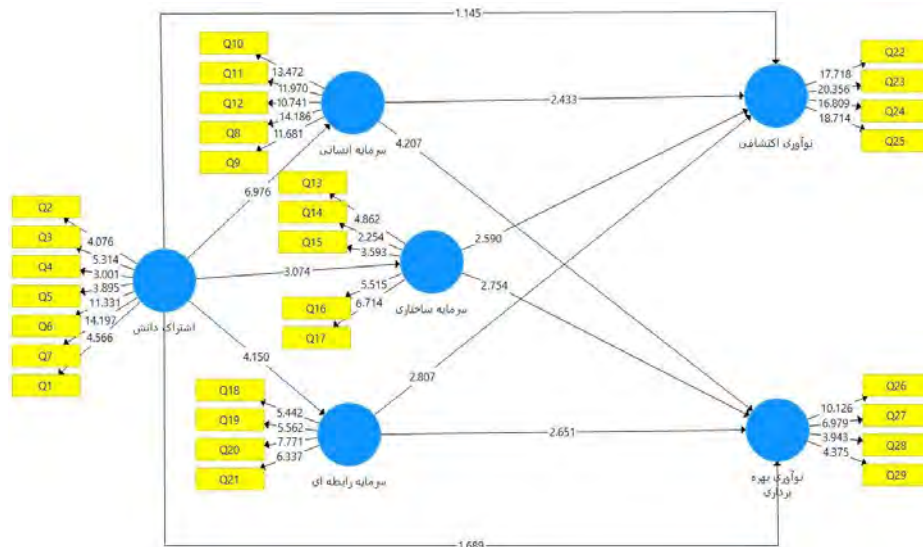 1.145
Q10
Q11
Q12
Q8
Q9
13.472
11.970
10.741
14.186
11.681
سرمایه انسانی
2.433
4.207
Q22
Q23
Q24
Q25
17.718
20.356
16.809
18.714
نوآوری اکتشافی
6.976
Q13
Q14
Q15
Q16
Q17
4.862
2.254
3.593
5.515
6.714
سرمایه ساختاری
2.590
2.754
Q2
Q3
Q4
Q5
Q6
Q7
Q1
4.076
5.314
3.001
3.895
11.331
14.197
4.566
اشتراک دانش
3.074
4.150
Q18
Q19
Q20
Q21
5.442
5.562
7.771
6.337
سرمایه رابطه ای
2.807
2.651
Q26
Q27
Q28
Q29
10.126
6.979
3.943
4.375
نوآوری بهره
برداری
1.689